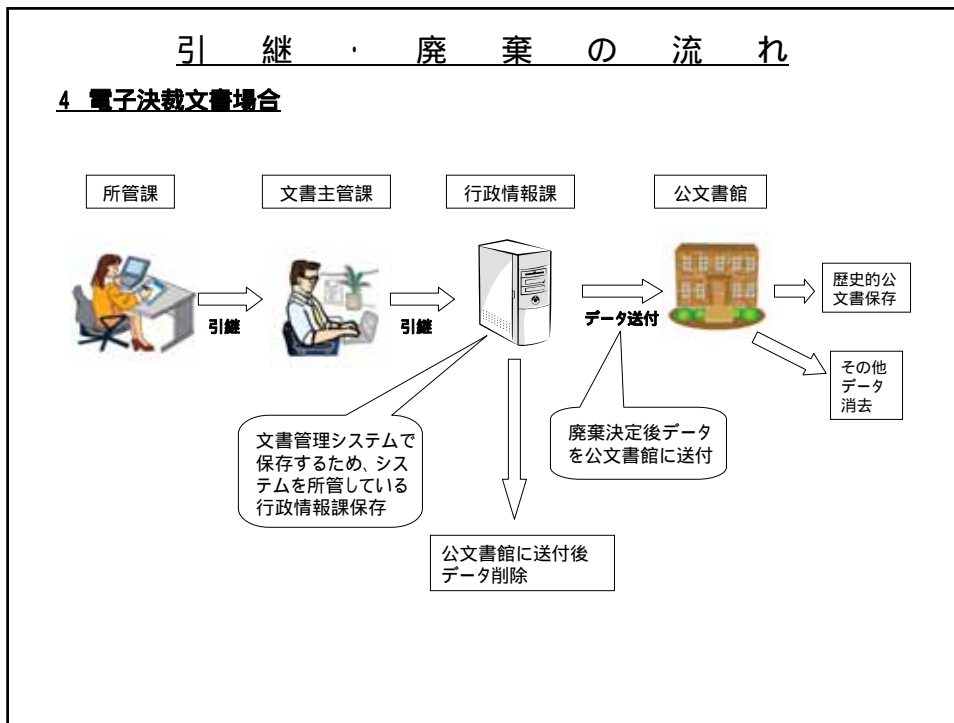 引継・廃棄の流れ
4 電子決裁文書場合
所管課
文書主管課
行政情報課
公文書館
引継
引継
データ送付
歴史的公
文書保存
その他
データ
消去
文書管理システムで
保存するため、シス
テムを所管している
行政情報課保存
廃棄決定後データ
を公文書館に送付
公文書館に送付後
データ削除